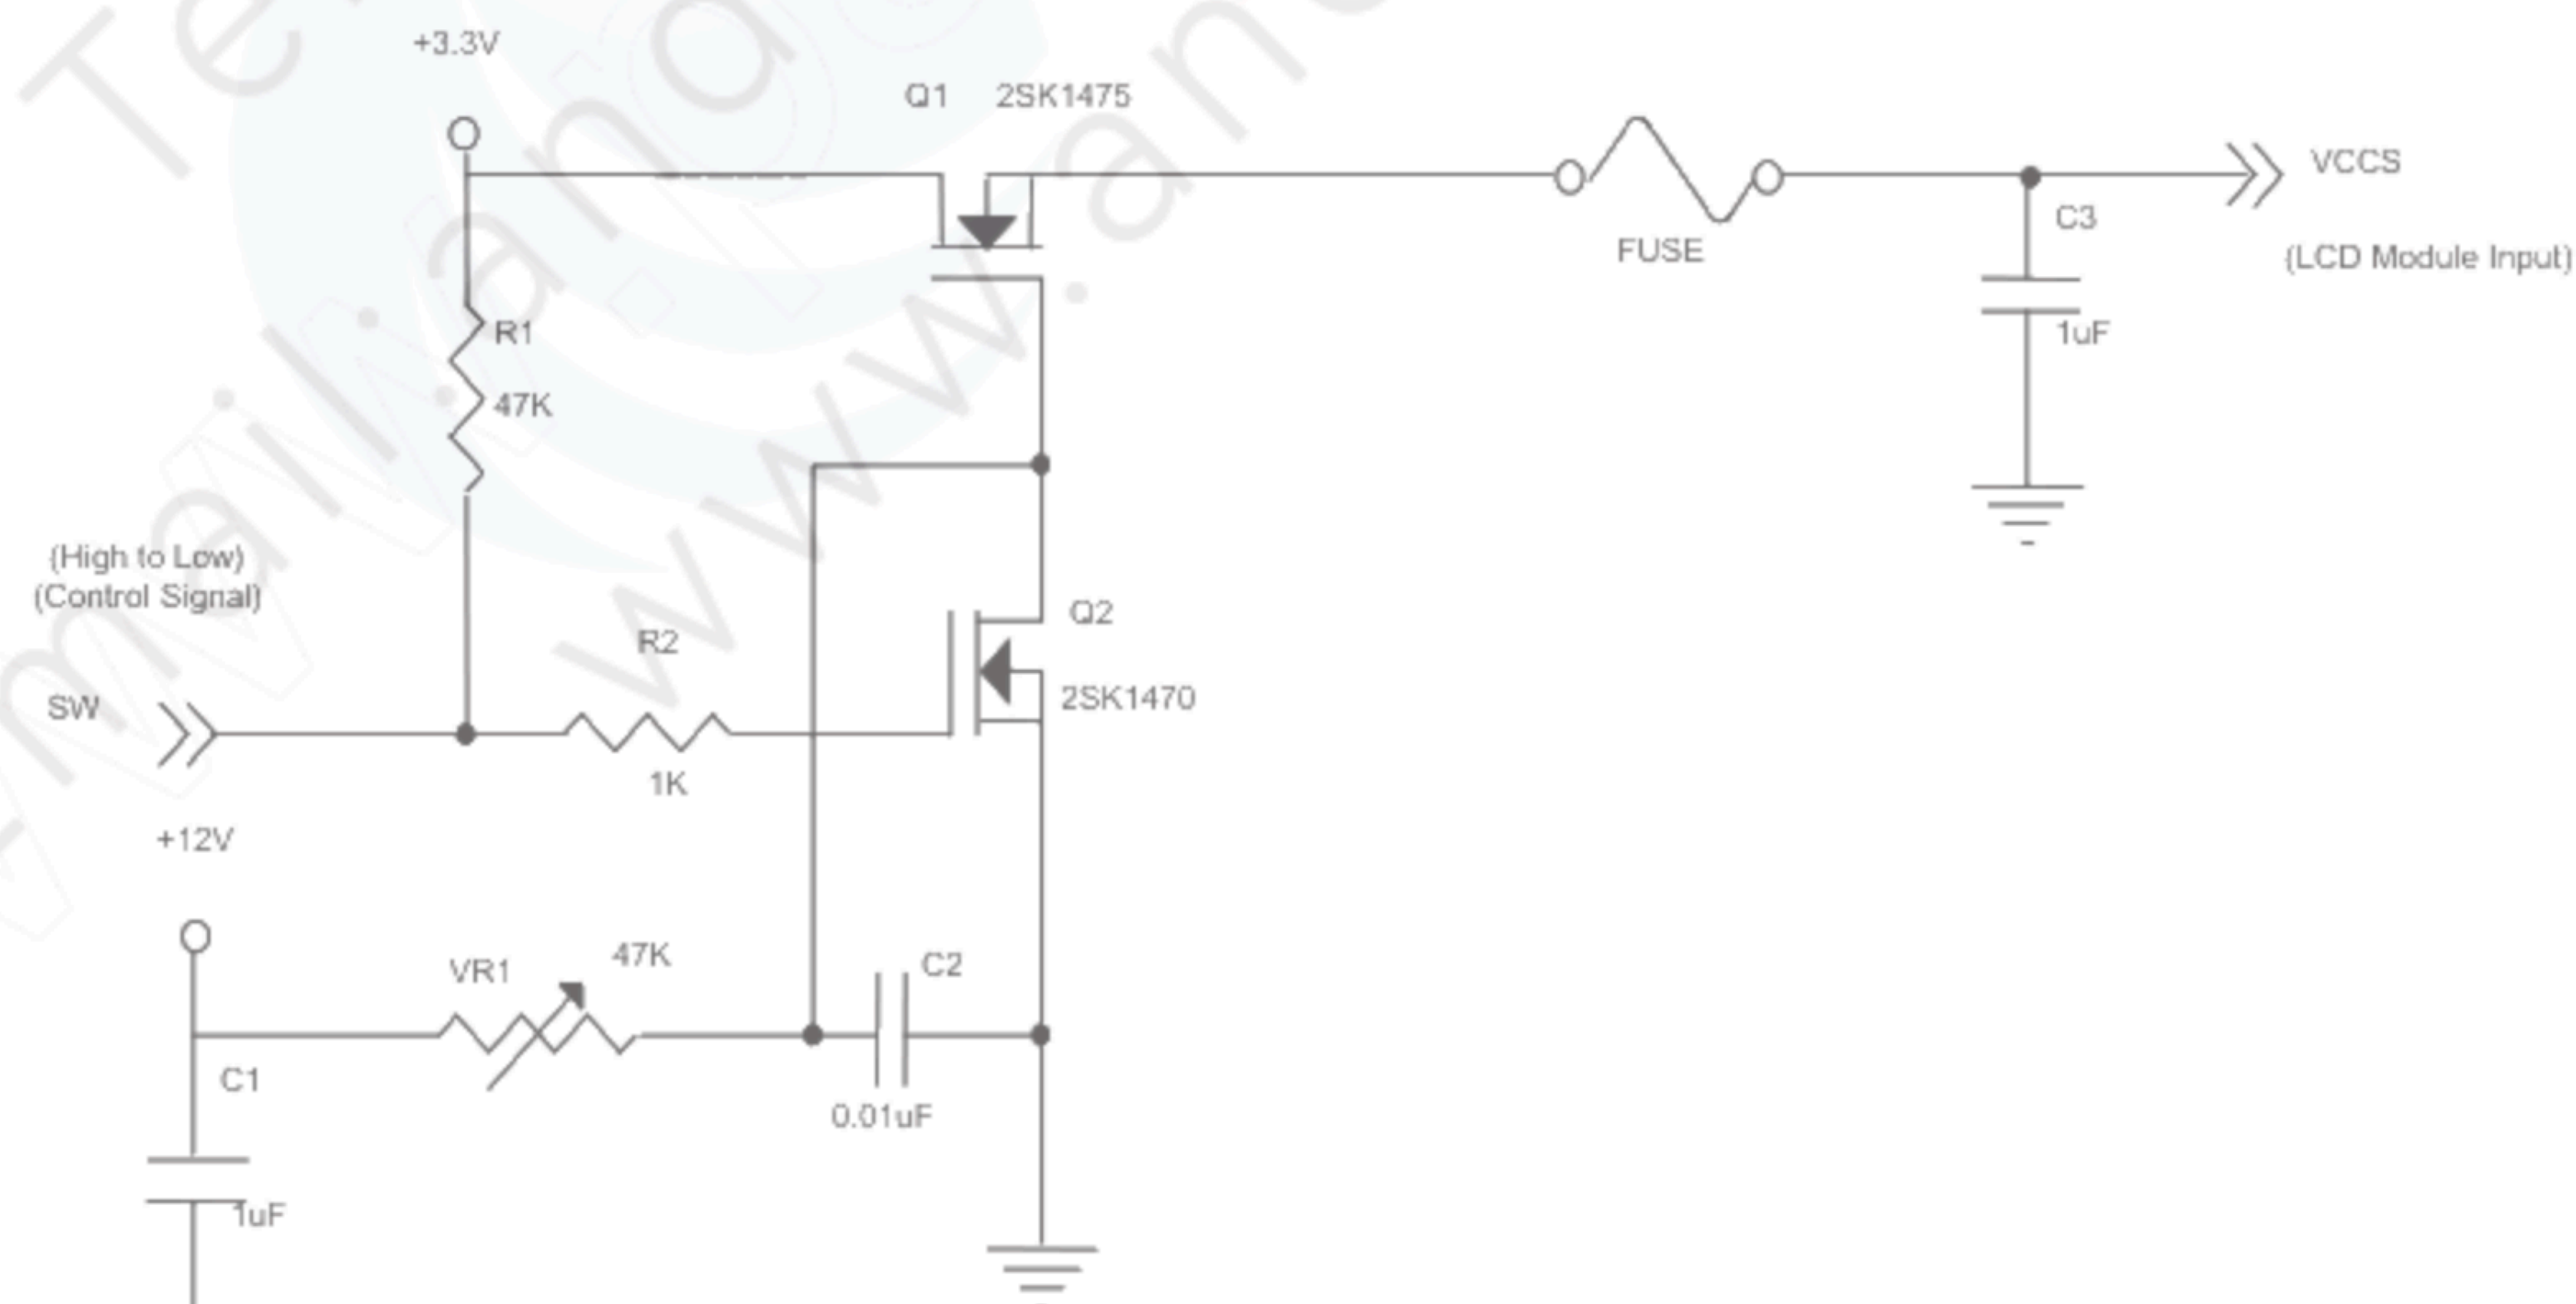 +3.3V
Q1 2SK1475
VCCS
C3
FUSE
(LCD Module Input)
R1
1uF
47K
(High to Low)
(Control Signal)
Q2
R2
SW
2SK1470
1K
+12V
VR1 47K C2
C1
0.01uF
1uF